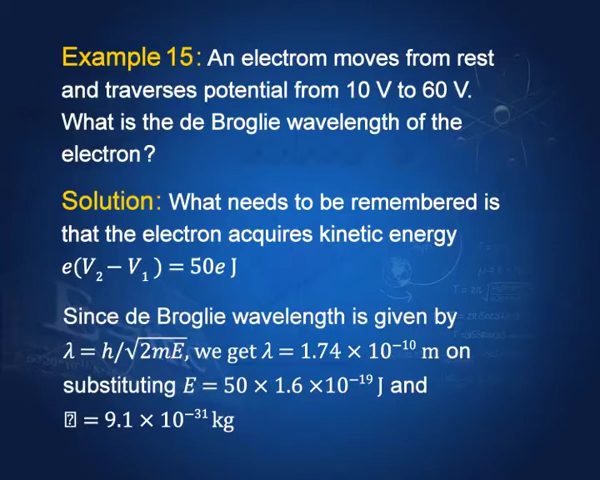 Example 15: An electrom moves from rest
and traverses potential from 10 V to 60 V.
What is the de Broglie wavelength of the
electron?
Solution: What needs to be remembered is
that the electron acquires kinetic energy
e(V₂ – V₁) = 50e J
Since de Broglie wavelength is given by
λ = h/√2mE, we get λ = 1.74 × 10⁻¹⁰ m on
substituting E = 50 × 1.6 ×10⁻¹⁹ J and
⍰ = 9.1 × 10⁻³¹ kg